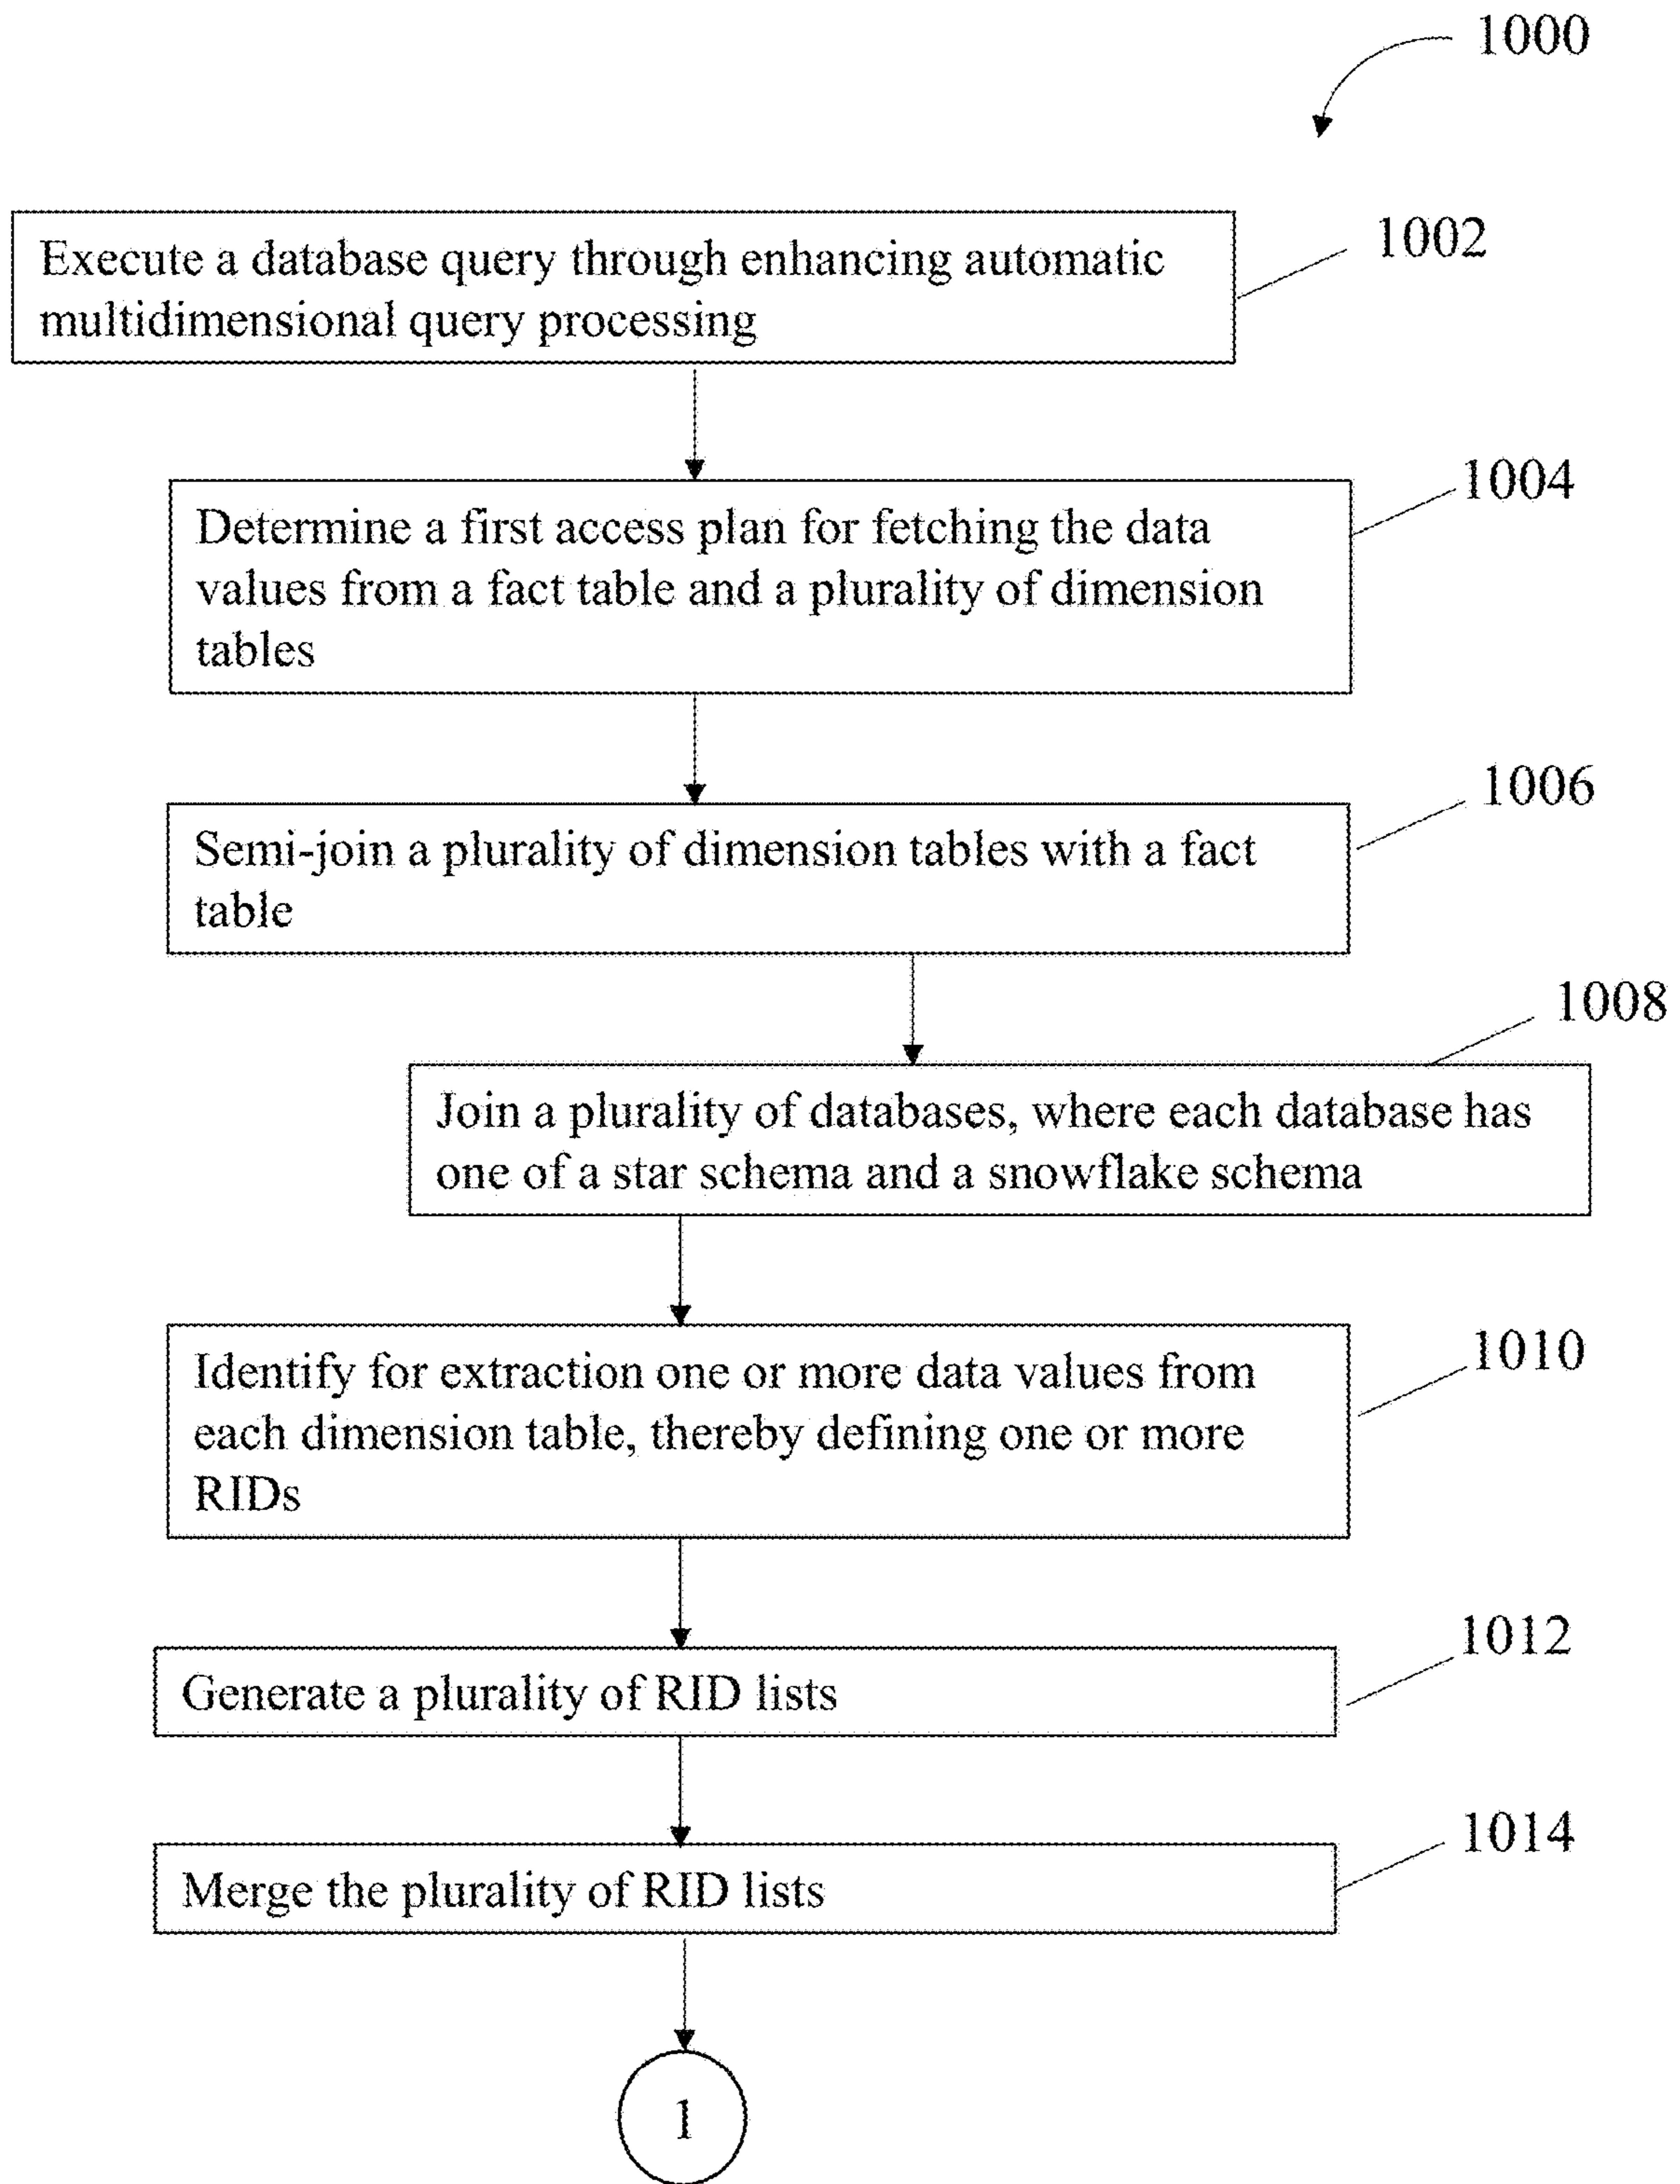 1000
Execute a database query through enhancing automatic
multidimensional query processing
1002
Determine a first access plan for fetching the data
values from a fact table and a plurality of dimension
tables
1004
Semi-join a plurality of dimension tables with a fact
table
1006
Join a plurality of databases, where each database has
one of a star schema and a snowflake schema
1008
Identify for extraction one or more data values from
each dimension table, thereby defining one or more
RIDs
1010
Generate a plurality of RID lists
1012
Merge the plurality of RID lists
1014
1